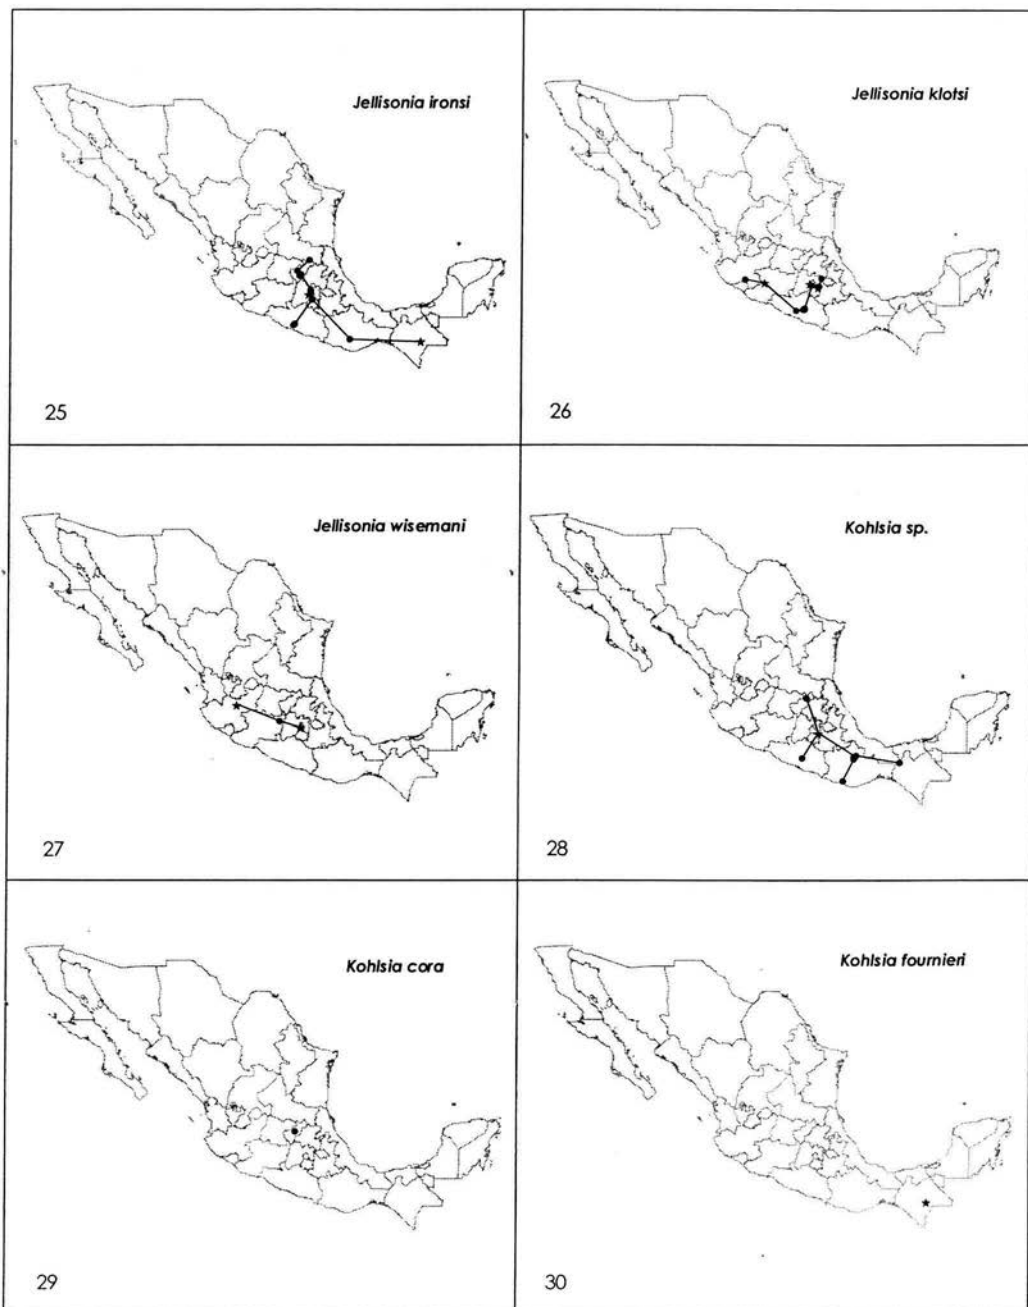 Jellisonia ironsi
25
Jellisonia klotsi
26
Jellisonia wisemani
27
Kohlsia sp.
28
Kohlsia cora
29
Kohlsia fournieri
30